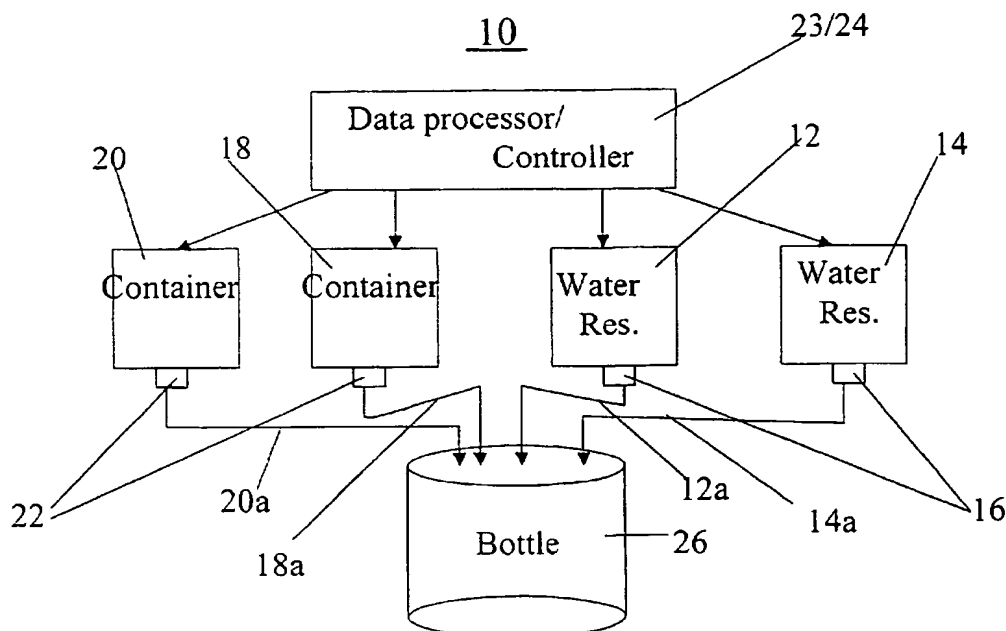 10
23/24
Data processor/
Controller
20
18
12
14
Container
Container
Water
Res.
Water
Res.
22
20a
18a
12a
14a
16
Bottle
26